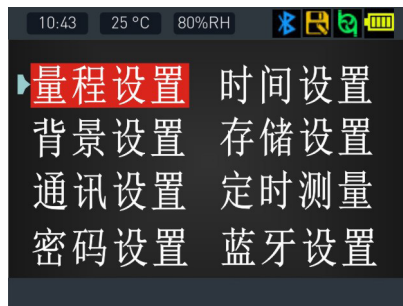 10:43 25 °C 80%RH
量程设置 时间设置
背景设置 存储设置
通讯设置 定时测量
密码设置 蓝牙设置